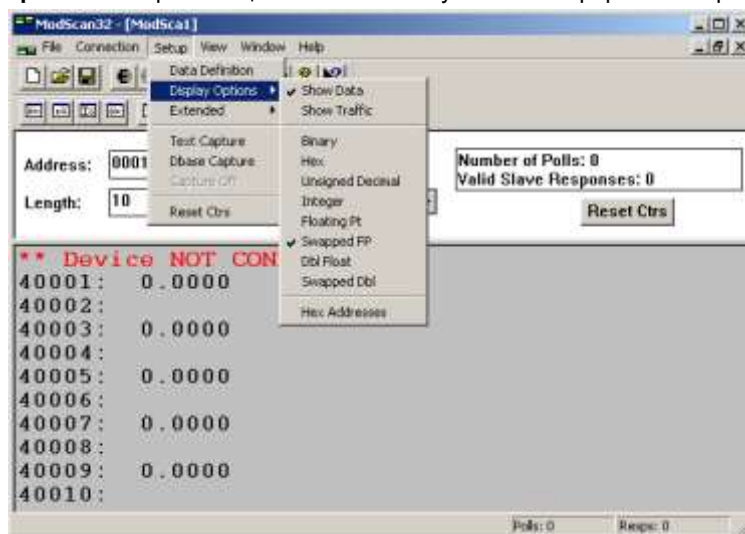 ModScan32 - [ModSca1]
File Connection Setup View Window Help
Data Definition
Display Options
Extended
Text Capture
Dbase Capture
Capture Off
Reset Ctrs
Show Data
Show Traffic
Binary
Hex
Unsigned Decimal
Integer
Floating Pt
Swapped FP
Dbl Float
Swapped Dbl
Hex Addresses
Address: 0001
Length: 10
Number of Polls: 0
Valid Slave Responses: 0
Reset Ctrs
** Device NOT CON
40001: 0.0000
40002:
40003: 0.0000
40004:
40005: 0.0000
40006:
40007: 0.0000
40008:
40009: 0.0000
40010:
Polls: 0 Resps: 0